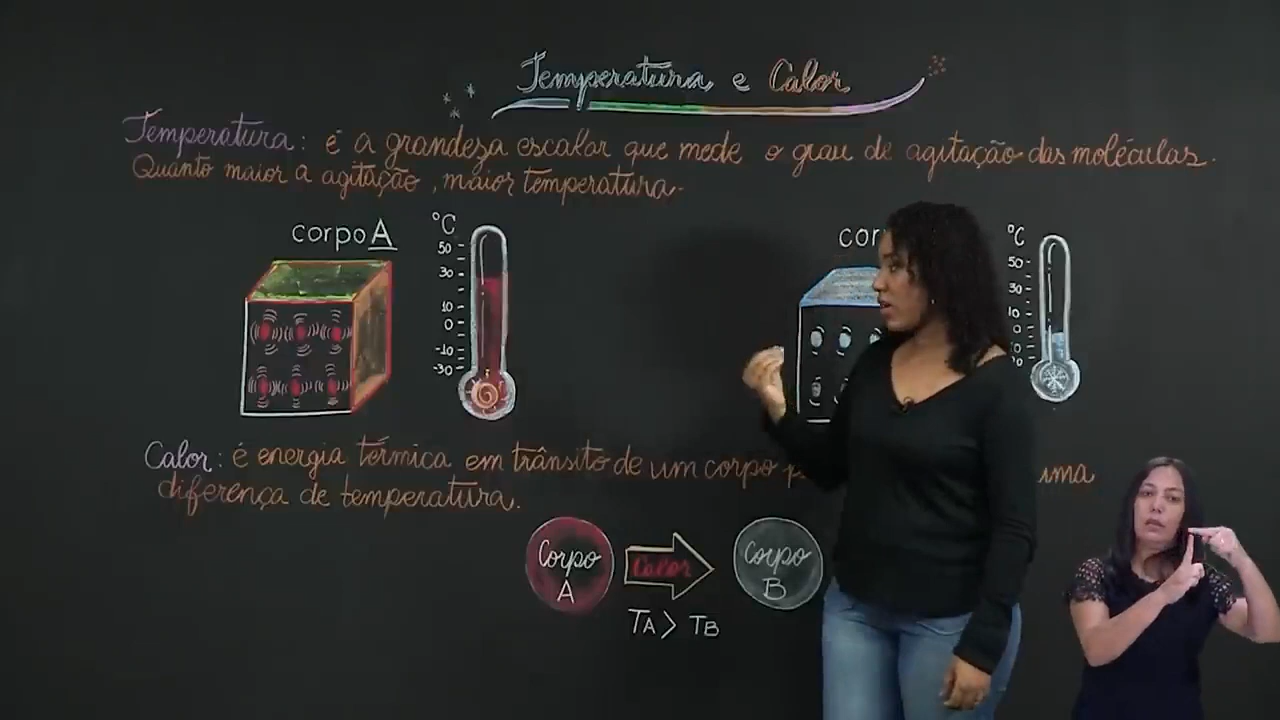 Temperatura e Calor
Temperatura: é a grandeza escalar que mede o grau de agitação das moléculas.
Quanto maior a agitação, maior temperatura.
corpo A
°C
50
30
10
0
-10
-30
°C
50
30
10
0
Calor: é energia térmica em trânsito de um corpo uma
diferença de temperatura.
Corpo
A
Calor
Corpo
B
TA > TB